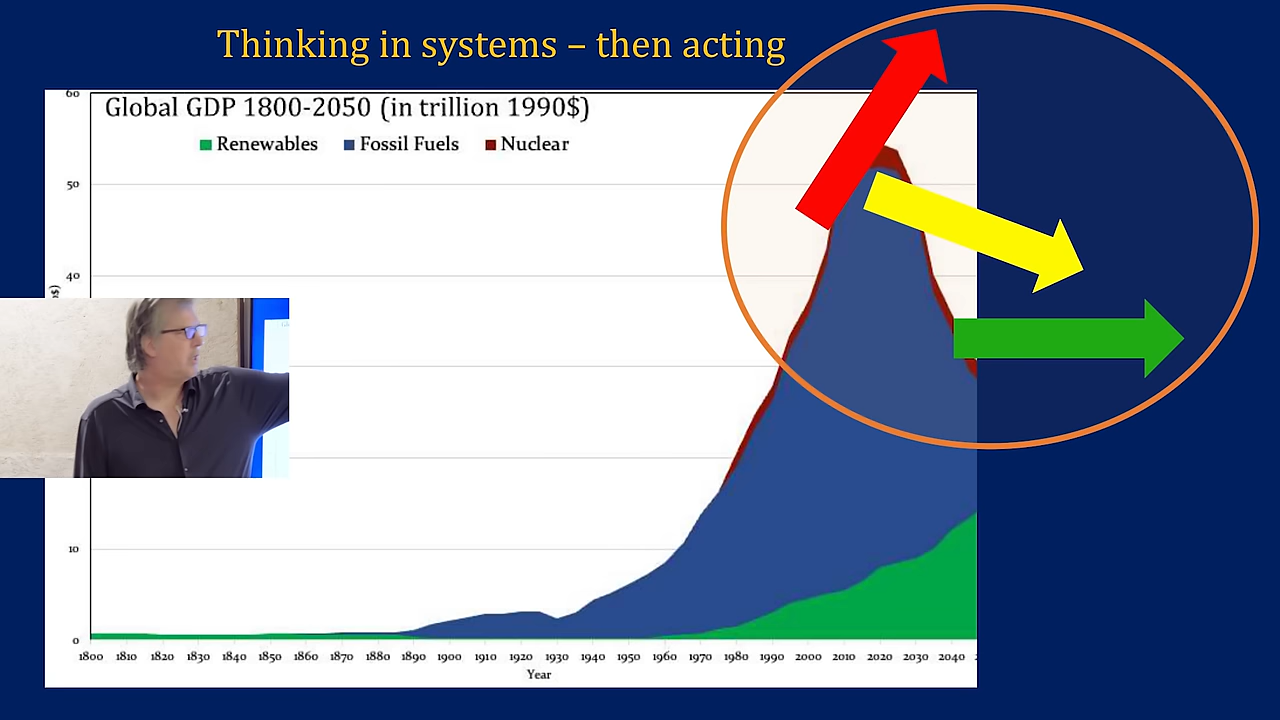 Thinking in systems – then acting
60
Global GDP 1800-2050 (in trillion 1990$)
Renewables Fossil Fuels Nuclear
50
40
10
0
1800 1810 1820 1830 1840 1850 1860 1870 1880 1890 1900 1910 1920 1930 1940 1950 1960 1970 1980 1990 2000 2010 2020 2030 2040
Year